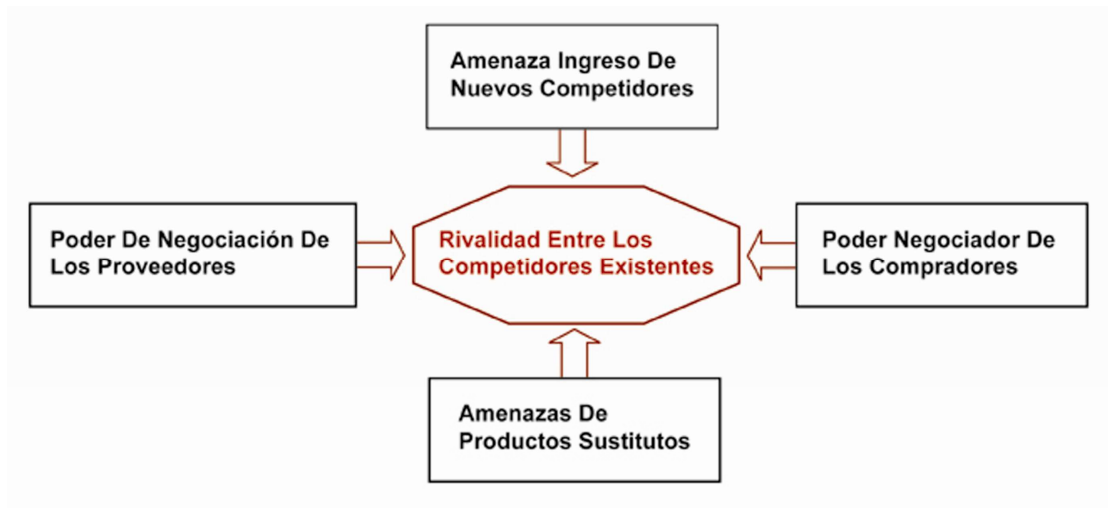 Amenaza Ingreso De
Nuevos Competidores
Poder De Negociación De
Los Proveedores
Rivalidad Entre Los
Competidores Existentes
Poder Negociador De
Los Compradores
Amenazas De
Productos Sustitutos